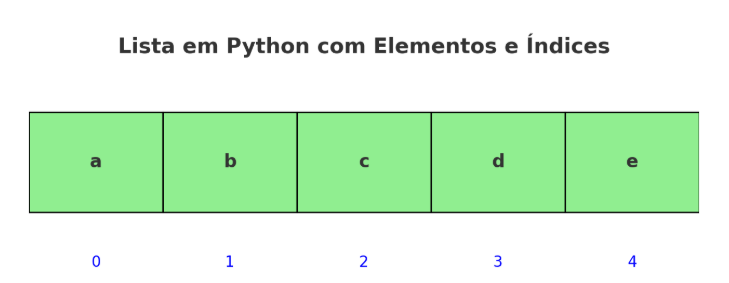 Lista em Python com Elementos e Índices
a b c d e
0 1 2 3 4